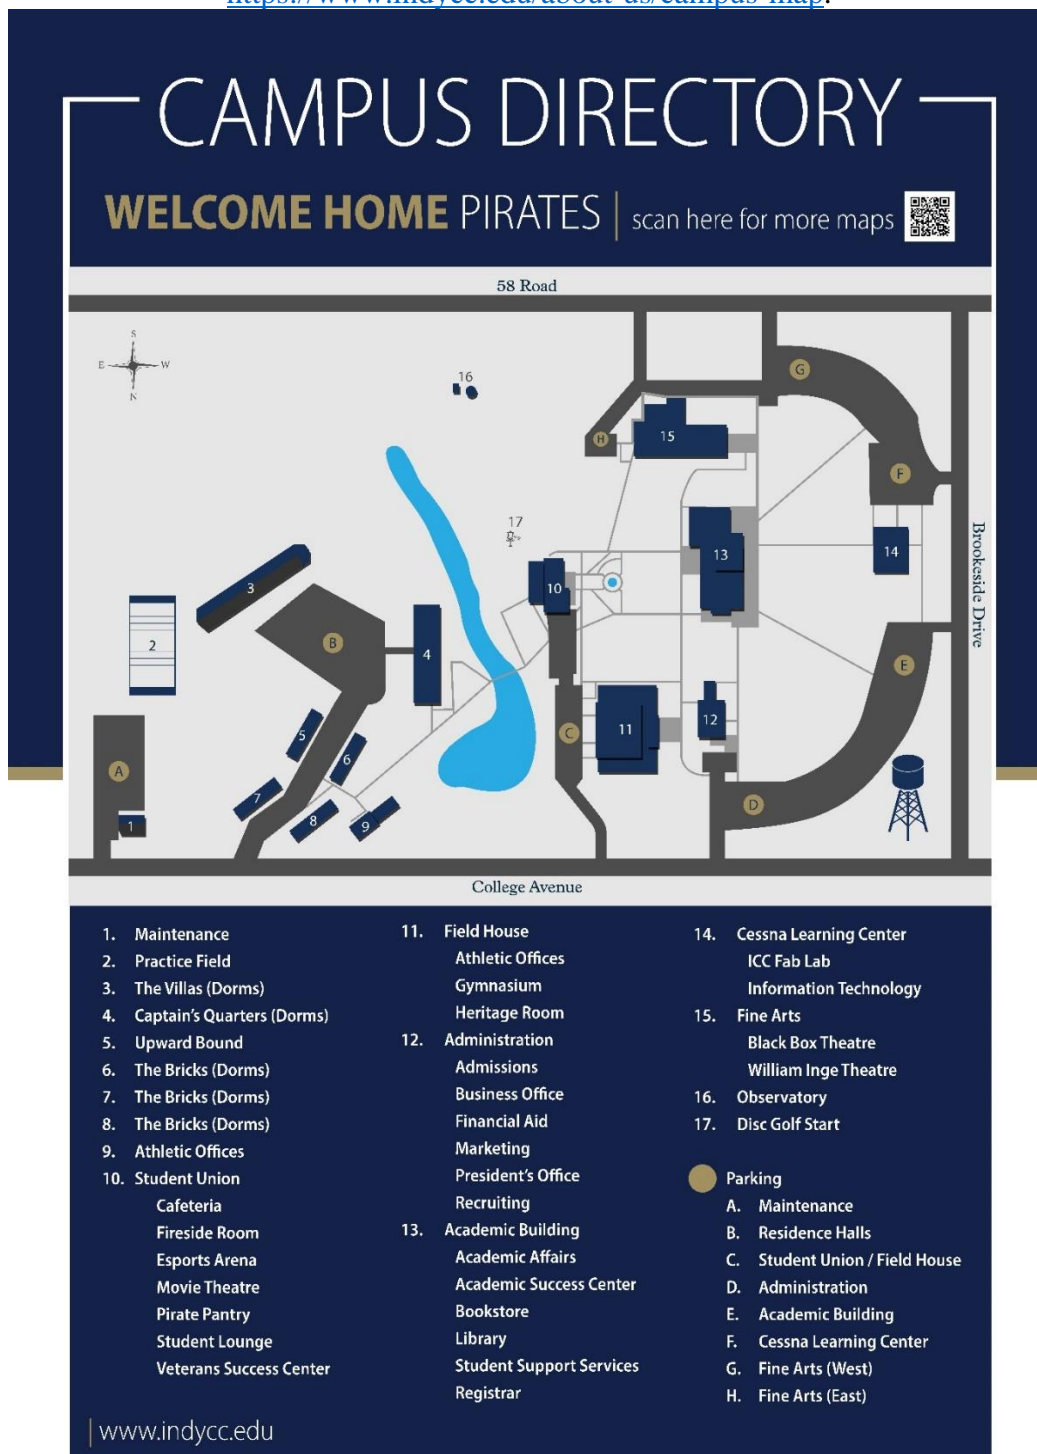 https://www.indycc.edu/about-us/campus-map.
CAMPUS DIRECTORY
WELCOME HOME PIRATES | scan here for more maps
58 Road
S
E W
N
16
G
H
15
F
17
13
14
Brookeside Drive
3
10
2
B
4
E
5
12
11
C
6
A
7
D
8
9
1
College Avenue
1. Maintenance
2. Practice Field
3. The Villas (Dorms)
4. Captain's Quarters (Dorms)
5. Upward Bound
6. The Bricks (Dorms)
7. The Bricks (Dorms)
8. The Bricks (Dorms)
9. Athletic Offices
10. Student Union
Cafeteria
Fireside Room
Esports Arena
Movie Theatre
Pirate Pantry
Student Lounge
Veterans Success Center
11. Field House
Athletic Offices
Gymnasium
Heritage Room
12. Administration
Admissions
Business Office
Financial Aid
Marketing
President's Office
Recruiting
13. Academic Building
Academic Affairs
Academic Success Center
Bookstore
Library
Student Support Services
Registrar
14. Cessna Learning Center
ICC Fab Lab
Information Technology
15. Fine Arts
Black Box Theatre
William Inge Theatre
16. Observatory
17. Disc Golf Start
Parking
A. Maintenance
B. Residence Halls
C. Student Union / Field House
D. Administration
E. Academic Building
F. Cessna Learning Center
G. Fine Arts (West)
H. Fine Arts (East)
| www.indycc.edu